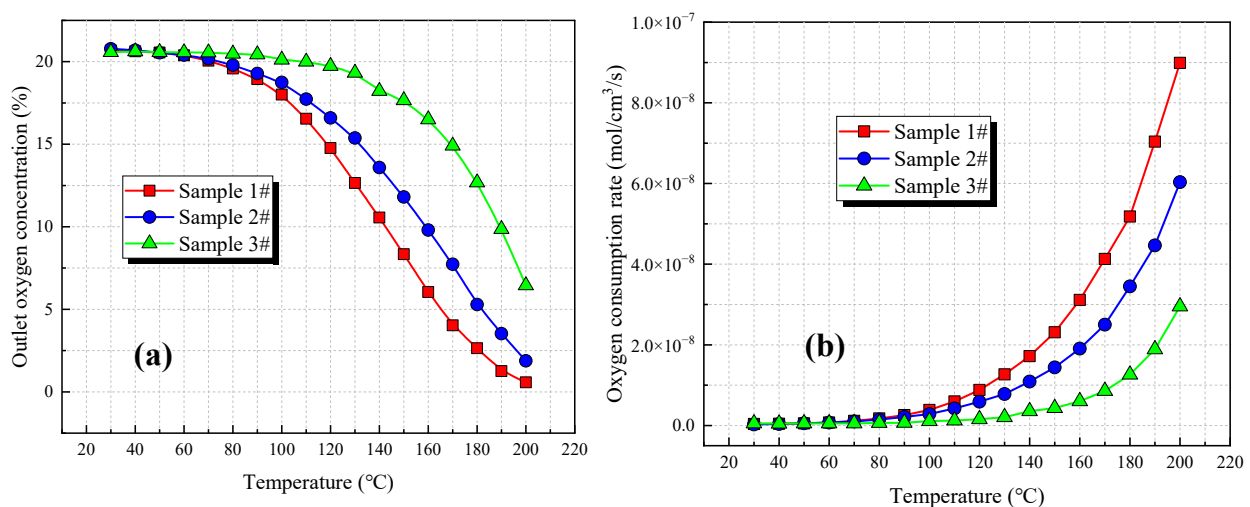 Outlet oxygen concentration (%)
20
15
10
5
0
Sample 1#
Sample 2#
Sample 3#
(a)
20 40 60 80 100 120 140 160 180 200 220
Temperature (℃)
Oxygen consumption rate (mol/cm³/s)
1.0×10⁻⁷
8.0×10⁻⁸
6.0×10⁻⁸
4.0×10⁻⁸
2.0×10⁻⁸
0.0
Sample 1#
Sample 2#
Sample 3#
(b)
20 40 60 80 100 120 140 160 180 200 220
Temperature (℃)